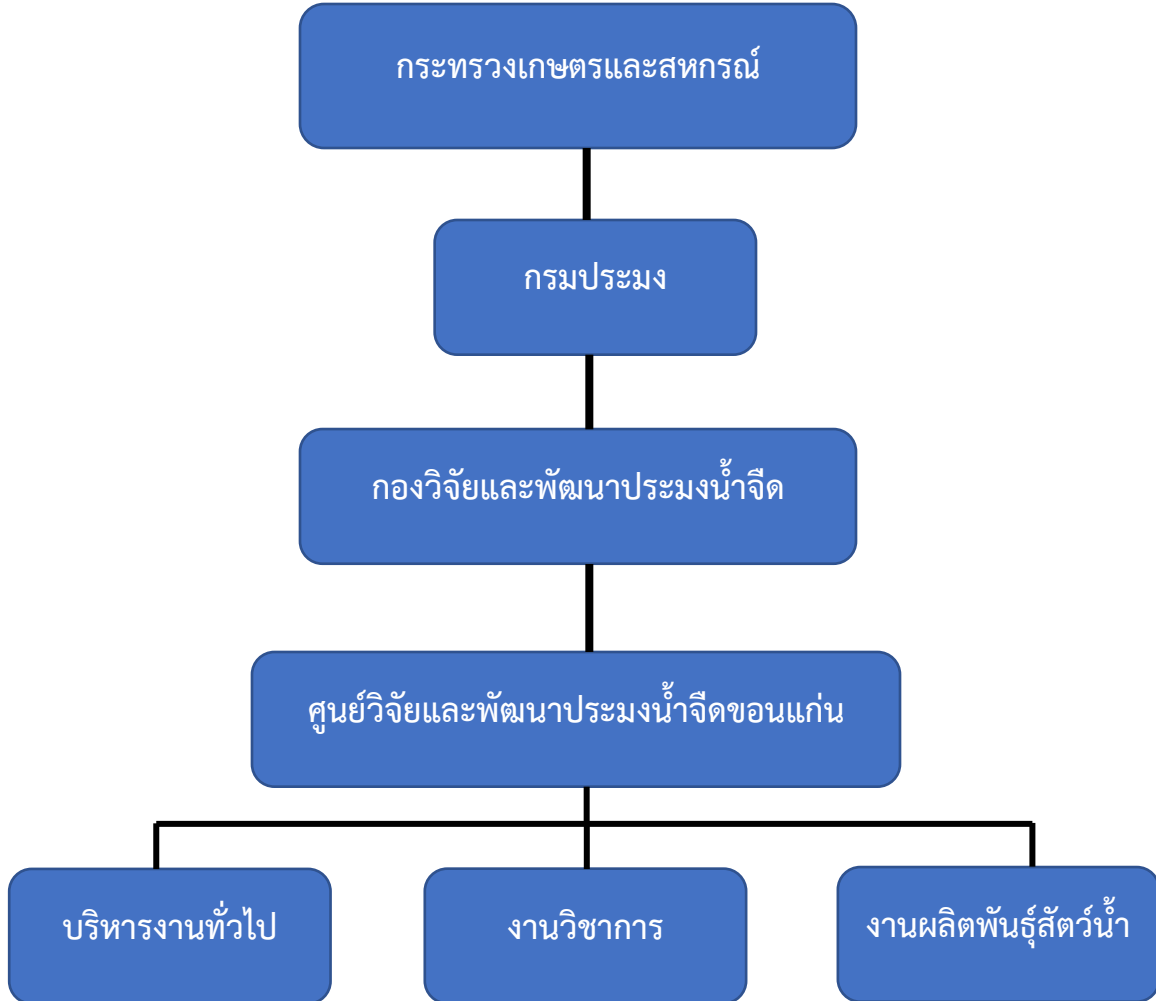 กระทรวงเกษตรและสหกรณ์
กรมประมง
กองวิจัยและพัฒนาประมงน้ำจืด
ศูนย์วิจัยและพัฒนาประมงน้ำจืดขอนแก่น
บริหารงานทั่วไป
งานวิชาการ
งานผลิตพันธุ์สัตว์น้ำ